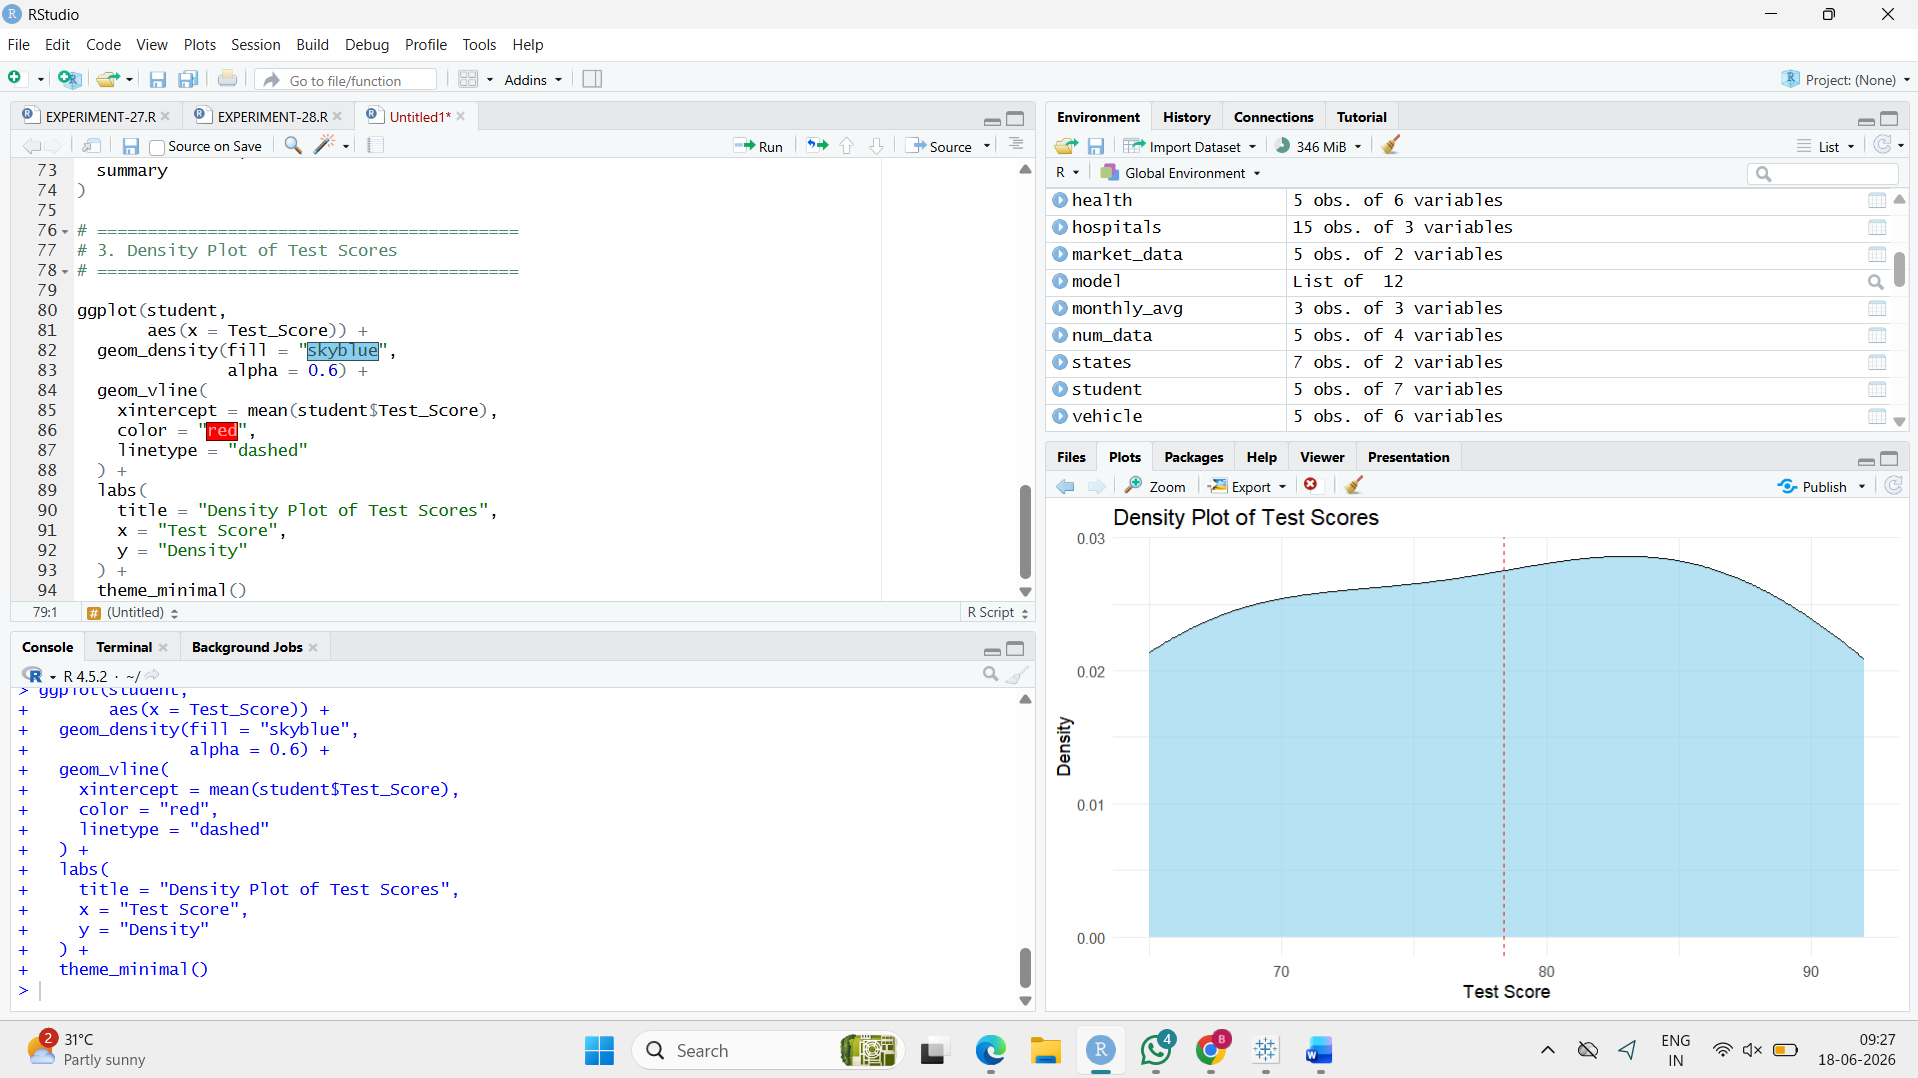 RStudio
File Edit Code View Plots Session Build Debug Profile Tools Help
Go to file/function
Addins
Project: (None)
EXPERIMENT-27.R
EXPERIMENT-28.R
Untitled1*
Source on Save
Run
Source
73 summary
74 )
75
76 # ==========================================
77 # 3. Density Plot of Test Scores
78 # ==========================================
79
80 ggplot(student,
81 aes(x = Test_Score)) +
82 geom_density(fill = "skyblue",
83 alpha = 0.6) +
84 geom_vline(
85 xintercept = mean(student$Test_Score),
86 color = "red",
87 linetype = "dashed"
88 ) +
89 labs(
90 title = "Density Plot of Test Scores",
91 x = "Test Score",
92 y = "Density"
93 ) +
94 theme_minimal()
79:1 # (Untitled) R Script
Console Terminal Background Jobs
R R 4.5.2 · ~/
> ggplot(student,
+ aes(x = Test_Score)) +
+ geom_density(fill = "skyblue",
+ alpha = 0.6) +
+ geom_vline(
+ xintercept = mean(student$Test_Score),
+ color = "red",
+ linetype = "dashed"
+ ) +
+ labs(
+ title = "Density Plot of Test Scores",
+ x = "Test Score",
+ y = "Density"
+ ) +
+ theme_minimal()
>
Environment History Connections Tutorial
Import Dataset 346 MiB List
R Global Environment
health 5 obs. of 6 variables
hospitals 15 obs. of 3 variables
market_data 5 obs. of 2 variables
model List of 12
monthly_avg 3 obs. of 3 variables
num_data 5 obs. of 4 variables
states 7 obs. of 2 variables
student 5 obs. of 7 variables
vehicle 5 obs. of 6 variables
Files Plots Packages Help Viewer Presentation
Zoom Export Publish
Density Plot of Test Scores
0.03
0.02
0.01
0.00
Density
70 80 90
Test Score
2
31°C
Partly sunny
Search
4
B
ENG
IN
09:27
18-06-2026